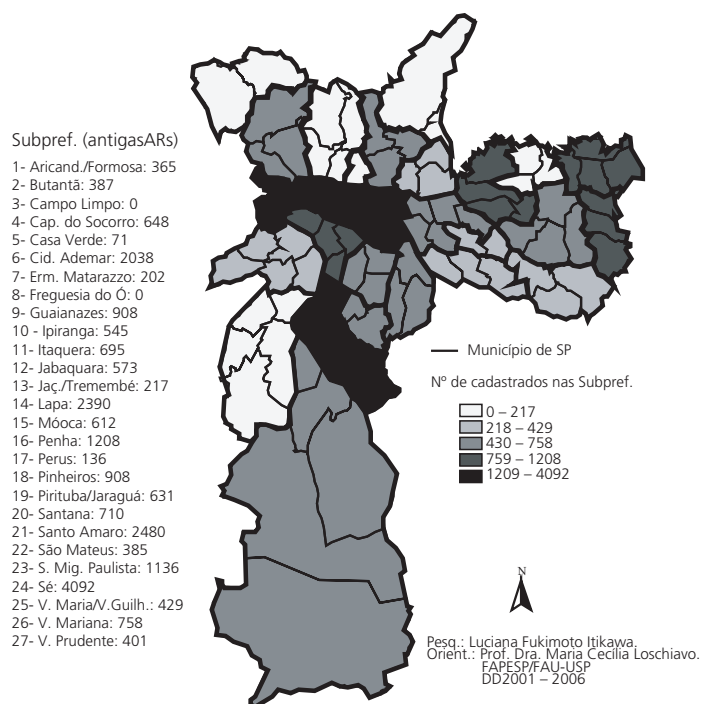 Subpref. (antigasARs)
1- Aricand./Formosa: 365
2- Butantã: 387
3- Campo Limpo: 0
4- Cap. do Socorro: 648
5- Casa Verde: 71
6- Cid. Ademar: 2038
7- Erm. Matarazzo: 202
8- Freguesia do Ó: 0
9- Guaianazes: 908
10 - Ipiranga: 545
11- Itaquera: 695
12- Jabaquara: 573
13- Jaç./Tremembé: 217
14- Lapa: 2390
15- Móoca: 612
16- Penha: 1208
17- Perus: 136
18- Pinheiros: 908
19- Pirituba/Jaraguá: 631
20- Santana: 710
21- Santo Amaro: 2480
22- São Mateus: 385
23- S. Mig. Paulista: 1136
24- Sé: 4092
25- V. Maria/V.Guilh.: 429
26- V. Mariana: 758
27- V. Prudente: 401
Município de SP
Nº de cadastrados nas Subpref.
0 – 217
218 – 429
430 – 758
759 – 1208
1209 – 4092
N
Pesq.: Luciana Fukimoto Itikawa.
Orient.: Prof. Dra. Maria Cecília Loschiavo.
FAPESP/FAU-USP
DD2001 – 2006